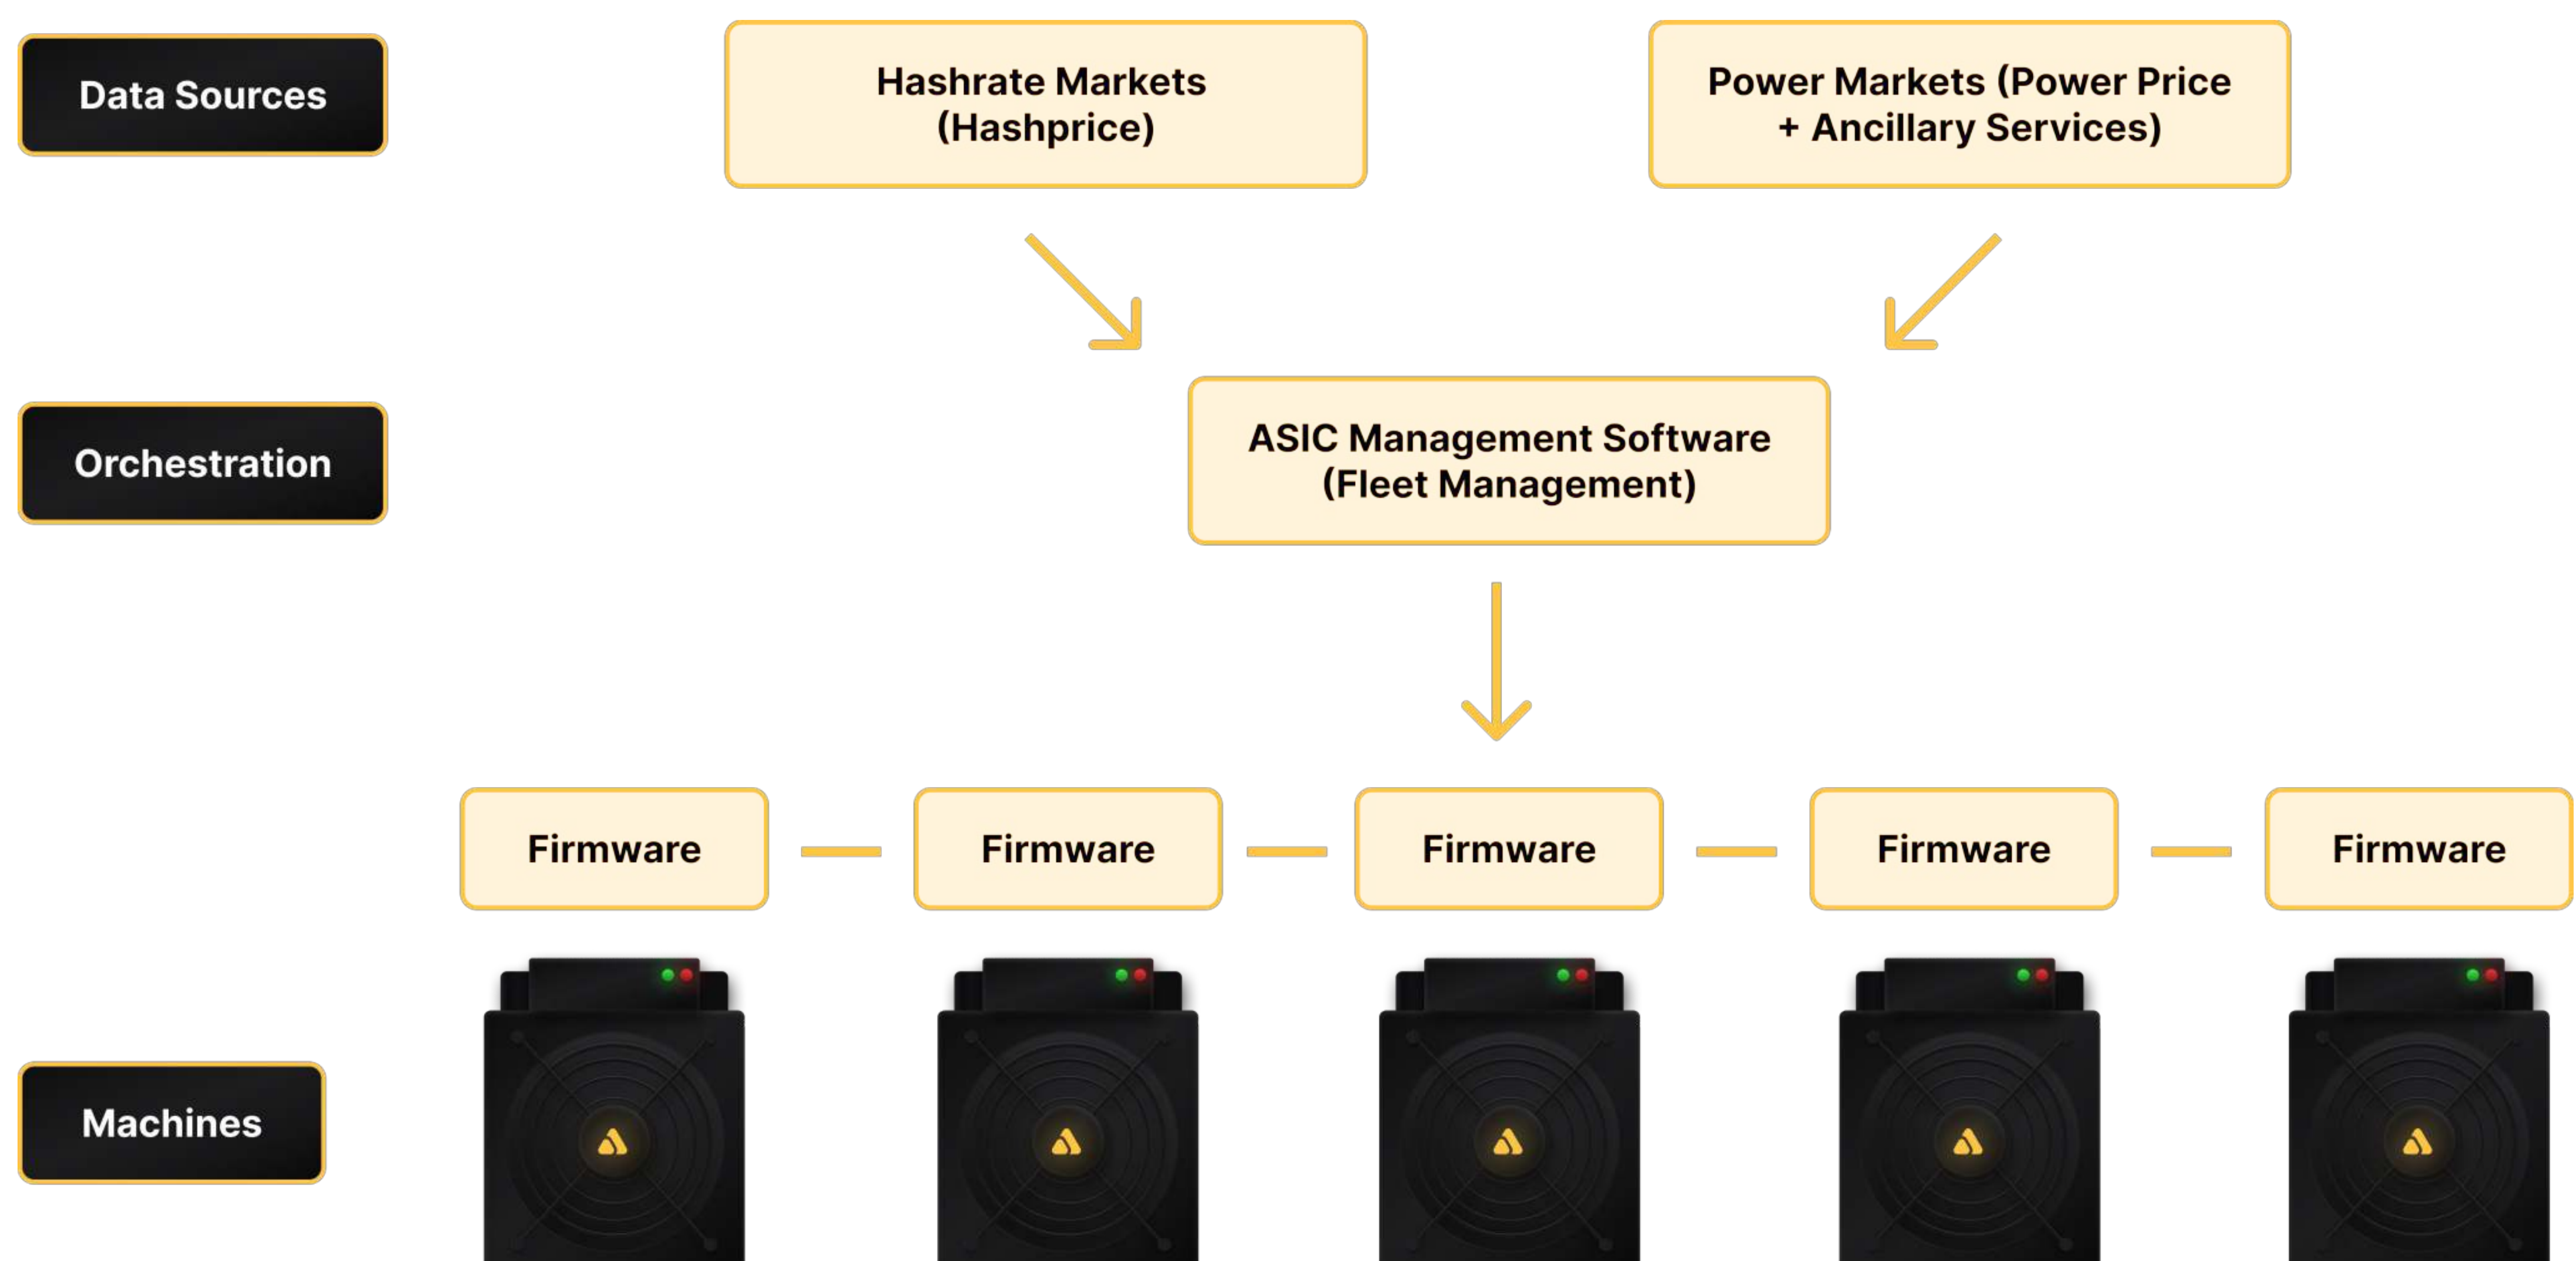 Data Sources
Hashrate Markets
(Hashprice)
Power Markets (Power Price
+ Ancillary Services)
Orchestration
ASIC Management Software
(Fleet Management)
Firmware
Firmware
Firmware
Firmware
Firmware
Machines